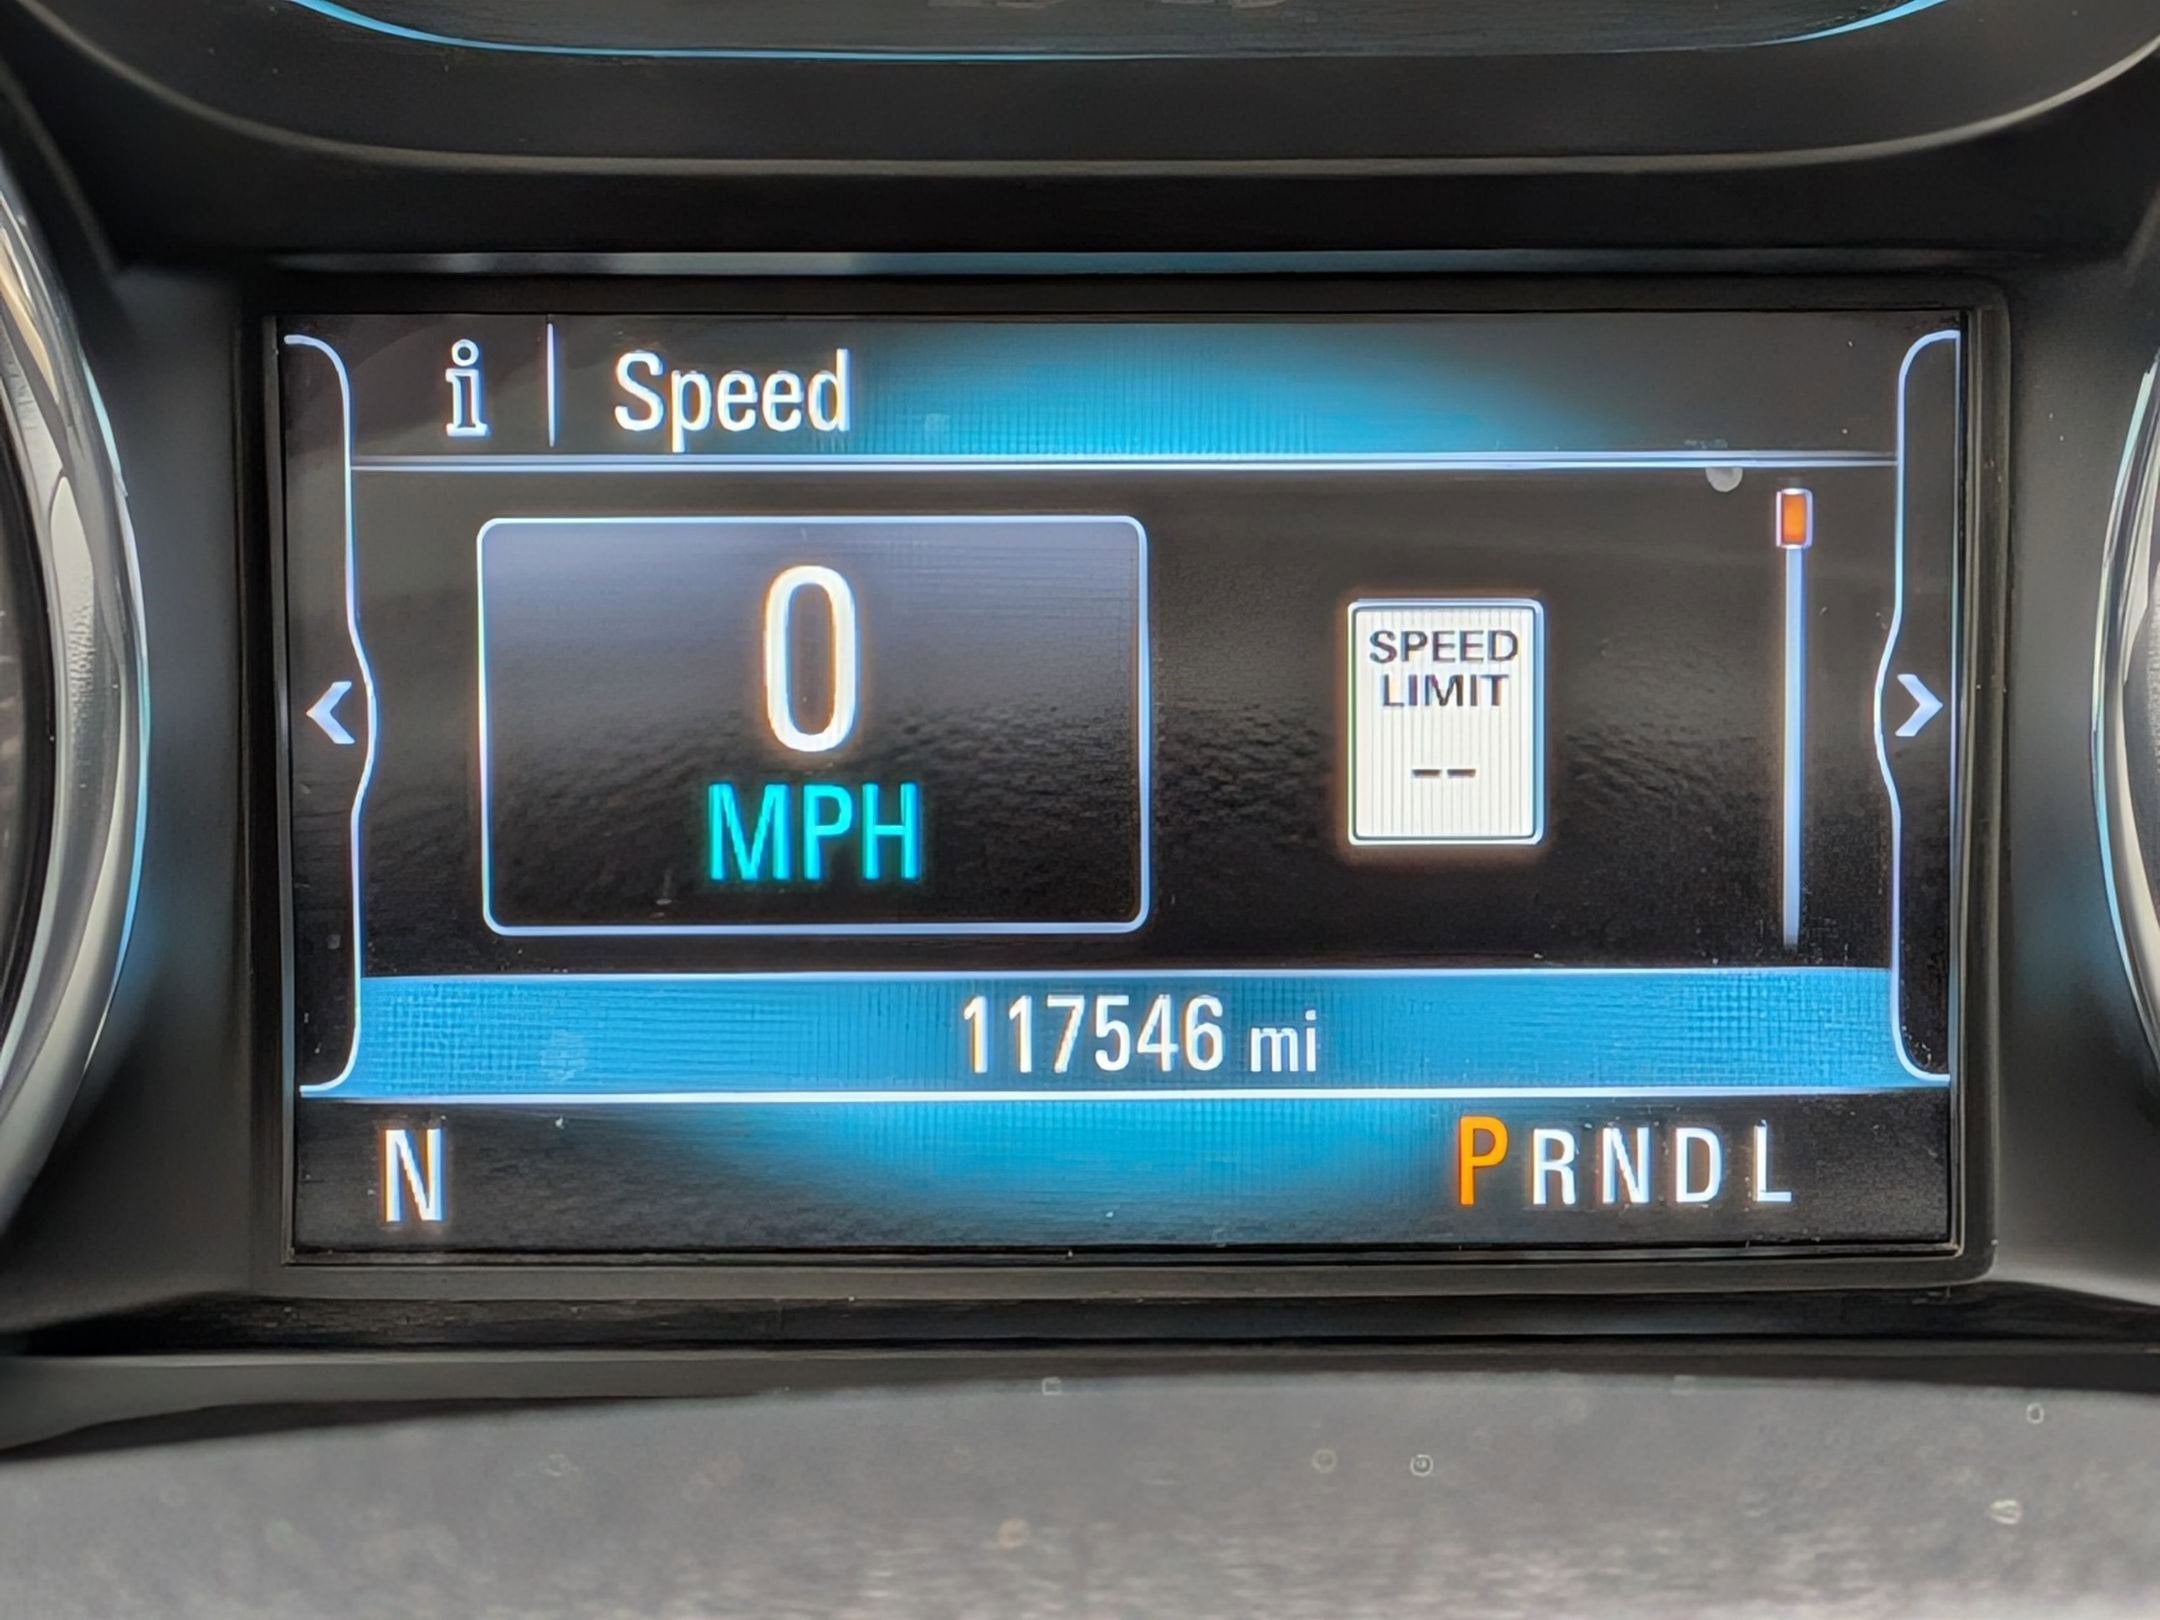 i Speed
0
MPH
SPEED
LIMIT
--
117546 mi
N
PRNDL